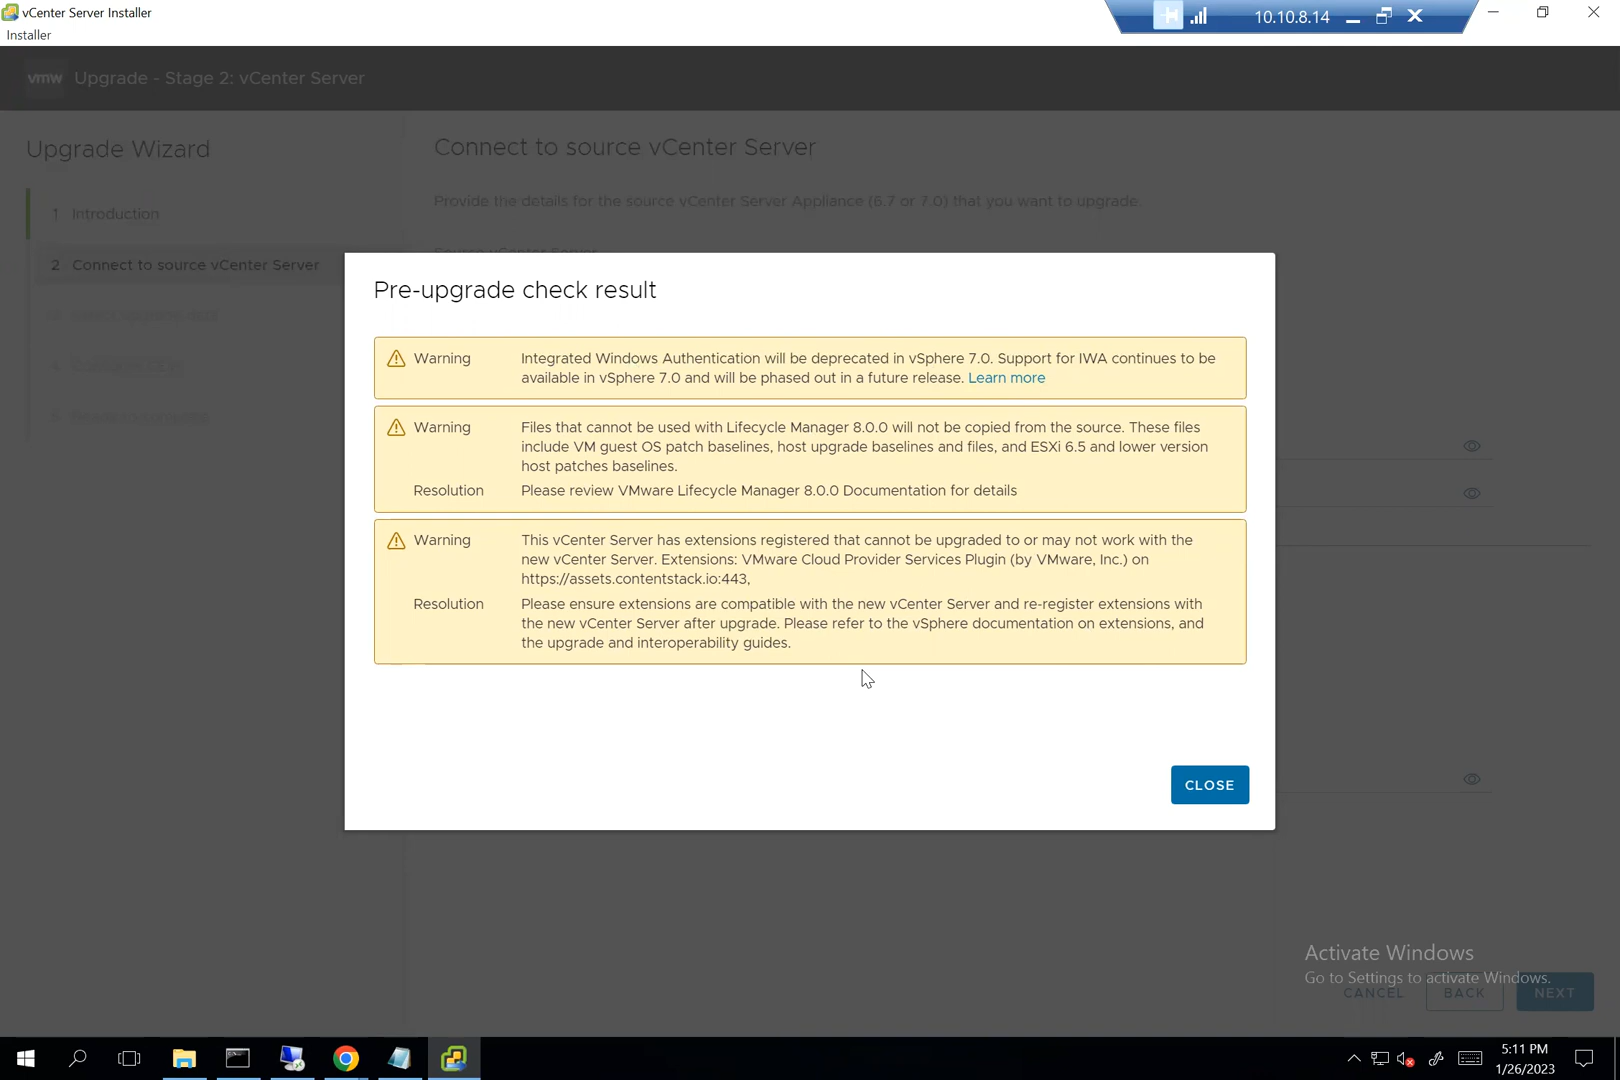 vCenter Server Installer
10.10.8.14
Installer
vmw Upgrade - Stage 2: vCenter Server
Upgrade Wizard
1 Introduction
2 Connect to source vCenter Server
Connect to source vCenter Server
Provide the details for the source vCenter Server Appliance (6.7 or 7.0) that you want to upgrade.
Pre-upgrade check result
Warning Integrated Windows Authentication will be deprecated in vSphere 7.0. Support for IWA continues to be
available in vSphere 7.0 and will be phased out in a future release. Learn more
Warning Files that cannot be used with Lifecycle Manager 8.0.0 will not be copied from the source. These files
include VM guest OS patch baselines, host upgrade baselines and files, and ESXi 6.5 and lower version
host patches baselines.
Resolution Please review VMware Lifecycle Manager 8.0.0 Documentation for details
Warning This vCenter Server has extensions registered that cannot be upgraded to or may not work with the
new vCenter Server. Extensions: VMware Cloud Provider Services Plugin (by VMware, Inc.) on
https://assets.contentstack.io:443,
Resolution Please ensure extensions are compatible with the new vCenter Server and re-register extensions with
the new vCenter Server after upgrade. Please refer to the vSphere documentation on extensions, and
the upgrade and interoperability guides.
CLOSE
Activate Windows
Go to Settings to activate Windows.
CANCEL BACK NEXT
5:11 PM
1/26/2023